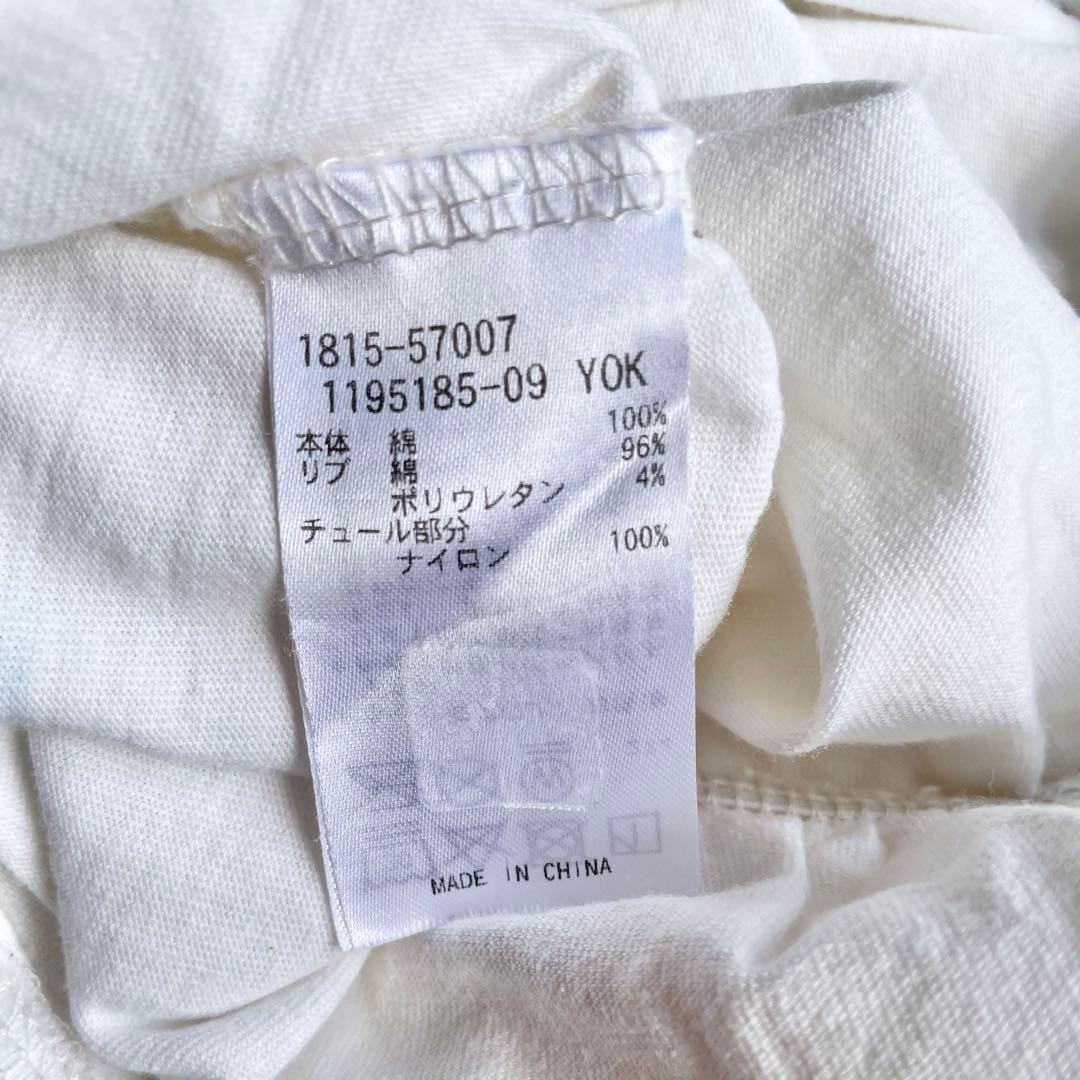 1815-57007
1195185-09 YOK
本体 綿 100%
リブ 綿 96%
ポリウレタン 4%
チュール部分
ナイロン 100%
MADE IN CHINA